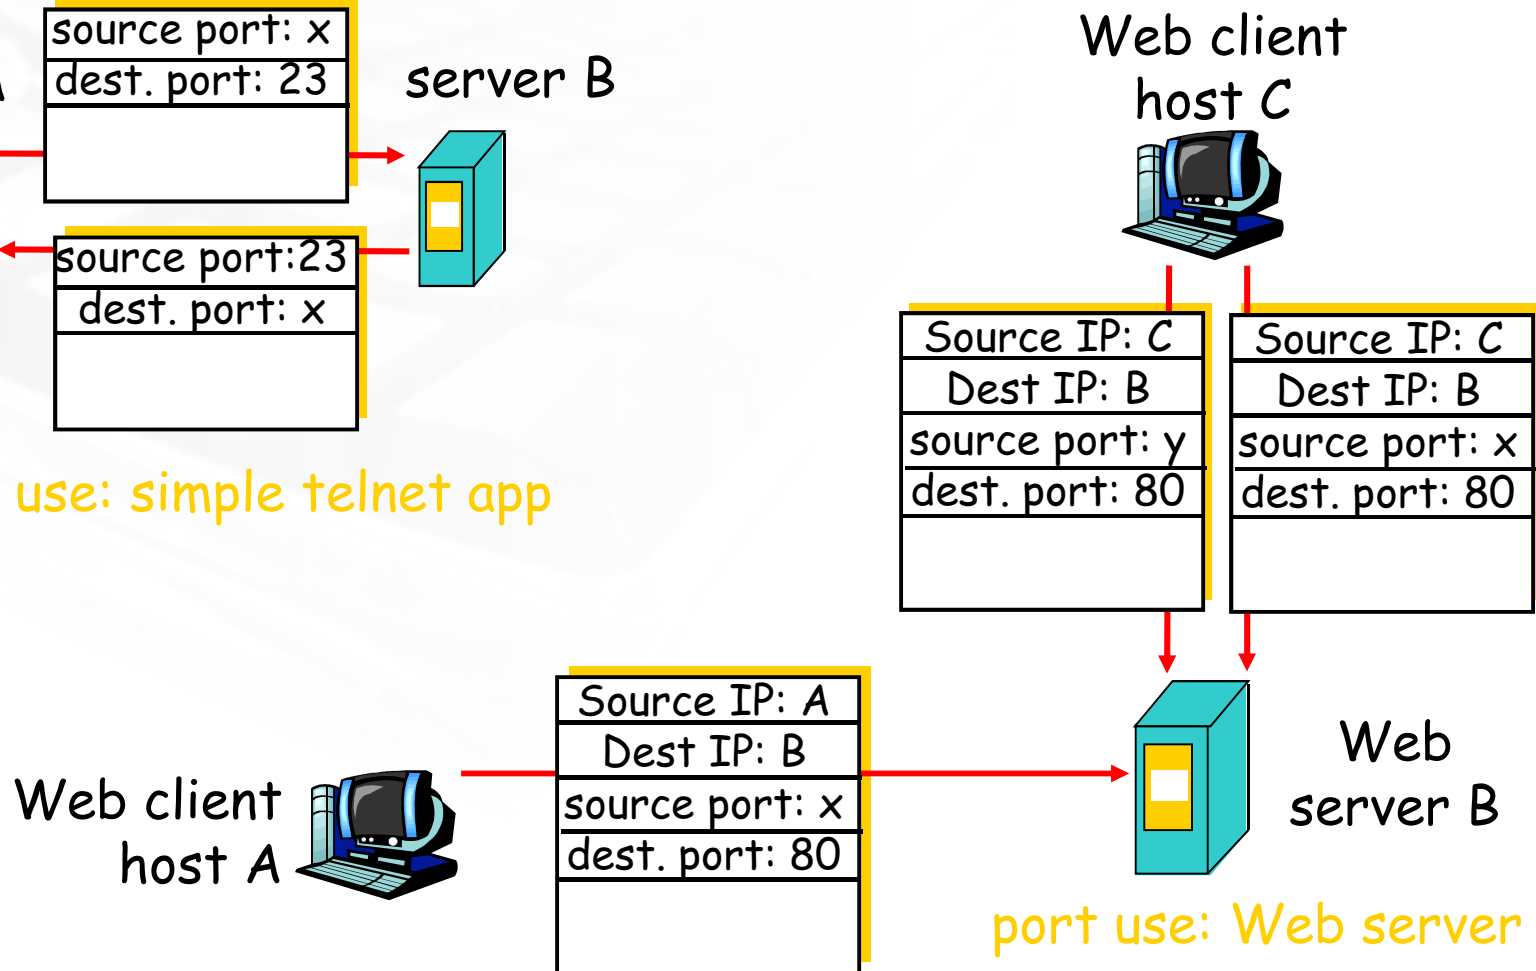 source port: x
dest. port: 23
server B
source port:23
dest. port: x
use: simple telnet app
Web client
host C
Source IP: C
Dest IP: B
source port: y
dest. port: 80
Source IP: C
Dest IP: B
source port: x
dest. port: 80
Web client
host A
Source IP: A
Dest IP: B
source port: x
dest. port: 80
Web
server B
port use: Web server